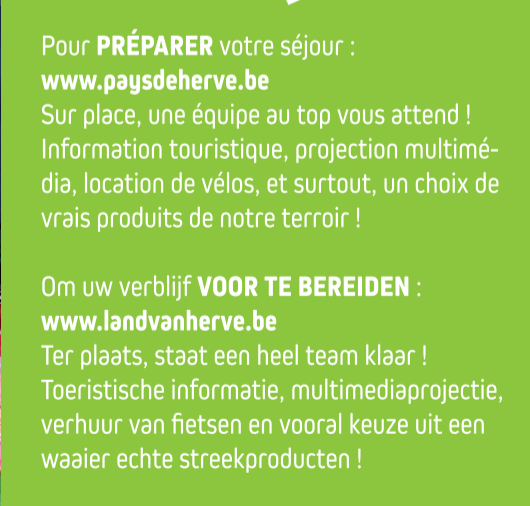 Pour PRÉPARER votre séjour :
www.paysdeherve.be
Sur place, une équipe au top vous attend !
Information touristique, projection multimé-
dia, location de vélos, et surtout, un choix de
vrais produits de notre terroir !
Om uw verblijf VOOR TE BEREIDEN :
www.landvanherve.be
Ter plaats, staat een heel team klaar !
Toeristische informatie, multimediaprojectie,
verhuur van fietsen en vooral keuze uit een
waaier echte streekproducten !